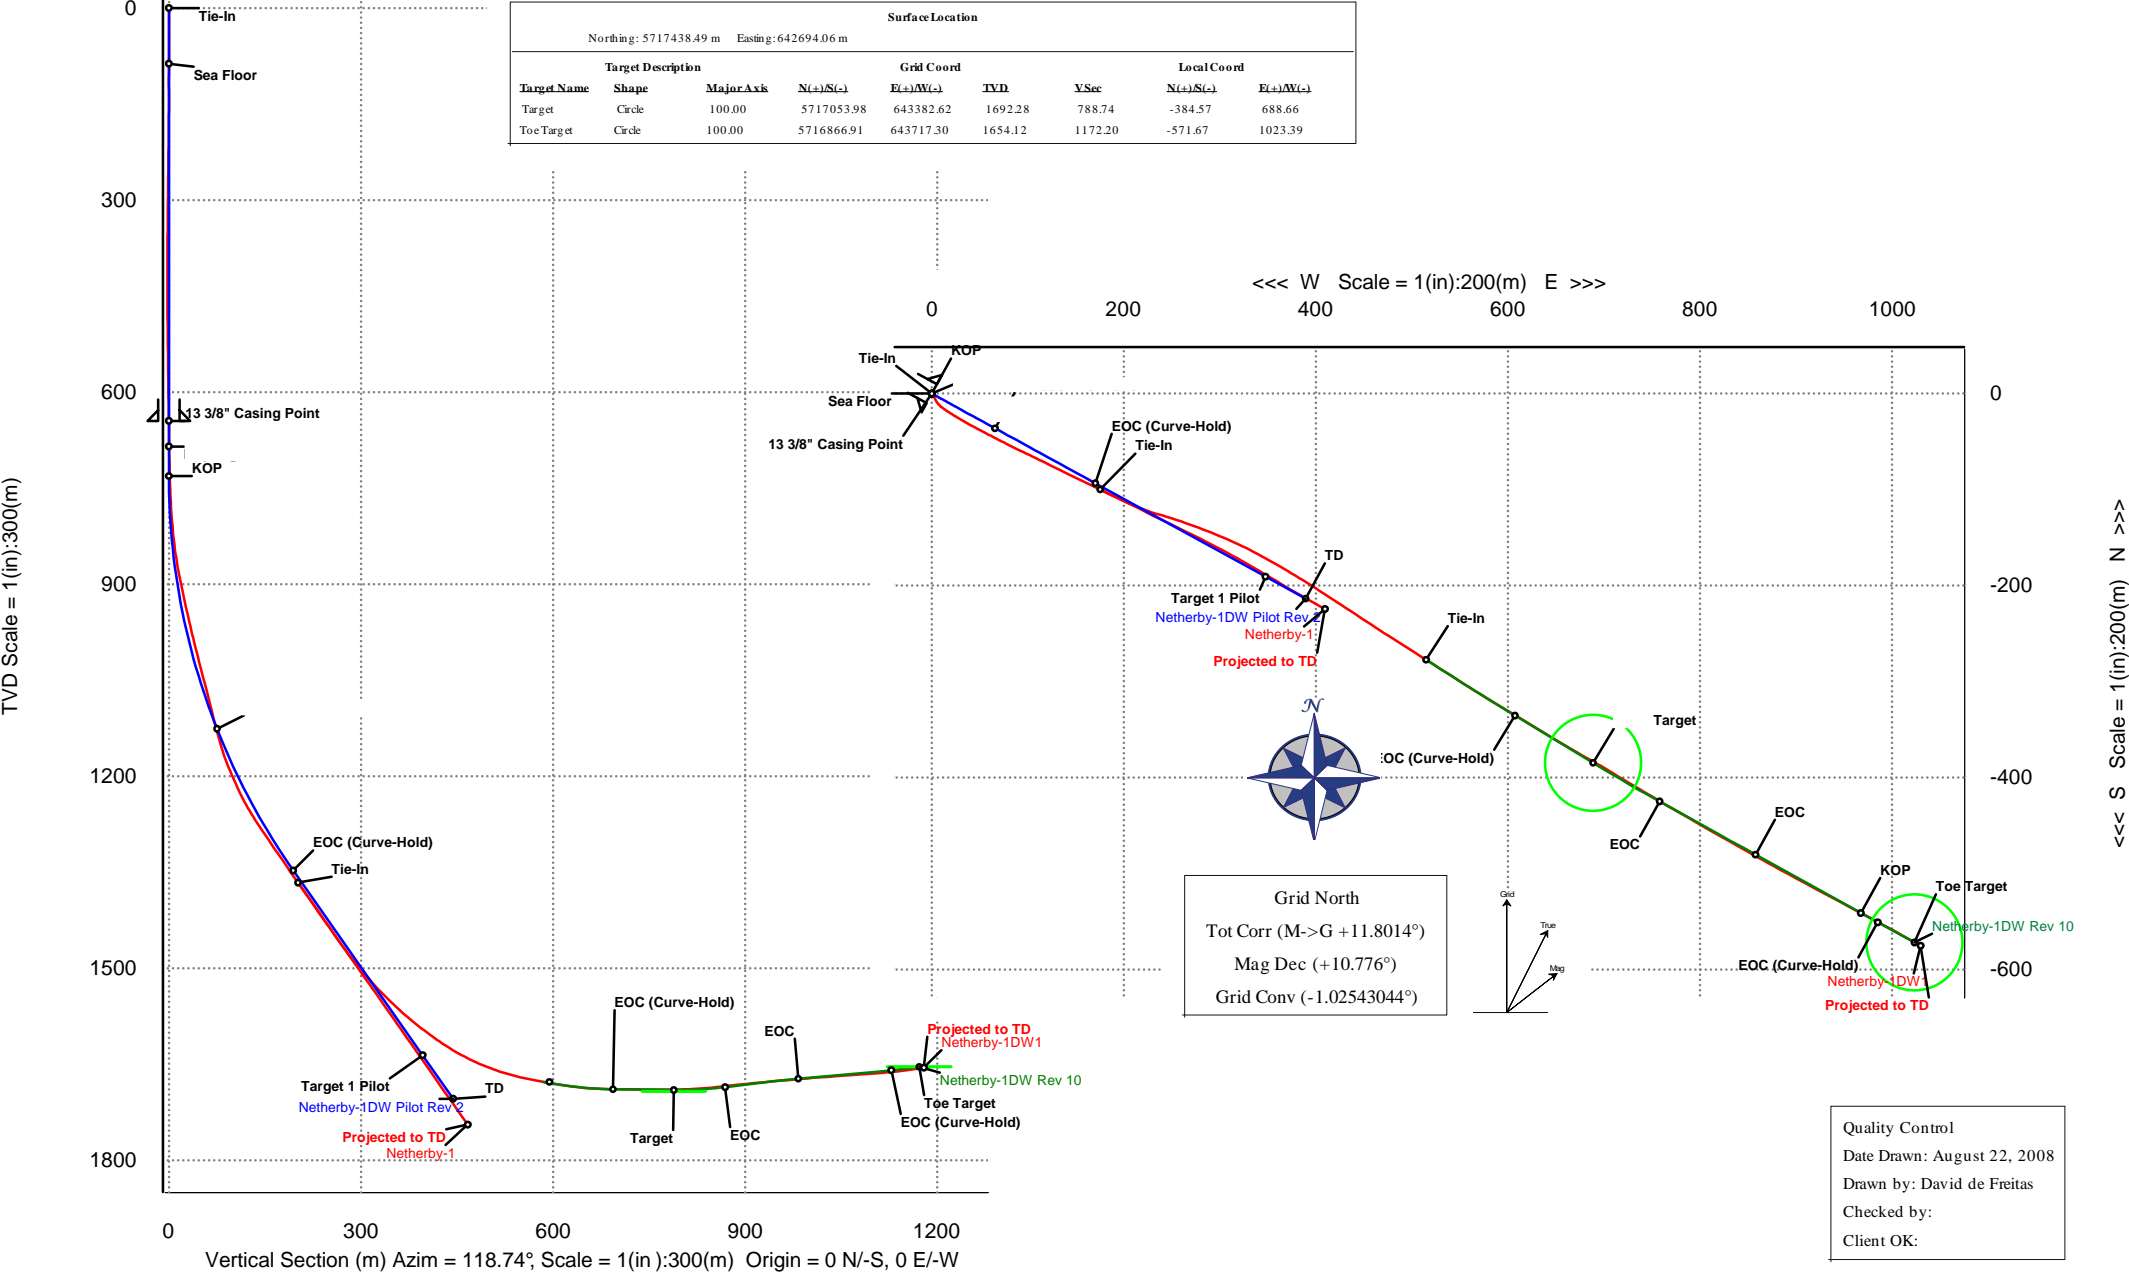 Surface Location
Northing: 5717438.49 m Easting: 642694.06 m
Target Description Grid Coord Local Coord
Target Name Shape Major Axis N(+)/S(-) E(+)/W(-) TVD VSec N(+)/S(-) E(+)/W(-)
Target Circle 100.00 5717053.98 643382.62 1692.28 788.74 -384.57 688.66
Toe Target Circle 100.00 5716866.91 643717.30 1654.12 1172.20 -571.67 1023.39
TVD Scale = 1(in):300(m)
0
300
600
900
1200
1500
1800
Tie-In
Sea Floor
13 3/8" Casing Point
KOP
EOC (Curve-Hold)
Tie-In
Target 1 Pilot
TD
Netherby-1DW Pilot Rev 2
Projected to TD
Netherby-1
EOC (Curve-Hold)
Target
EOC
EOC
Projected to TD
Netherby-1DW1
Netherby-1DW Rev 10
Toe Target
EOC (Curve-Hold)
0 300 600 900 1200
Vertical Section (m) Azim = 118.74°, Scale = 1(in ):300(m) Origin = 0 N/-S, 0 E/-W
<<< W Scale = 1(in):200(m) E >>>
0 200 400 600 800 1000
KOP
Tie-In
Sea Floor
13 3/8" Casing Point
EOC (Curve-Hold)
Tie-In
TD
Target 1 Pilot
Netherby-1DW Pilot Rev 2
Netherby-1
Projected to TD
Tie-In
Target
OC (Curve-Hold)
EOC
EOC
KOP
Toe Target
Netherby-1DW Rev 10
EOC (Curve-Hold)
Netherby-1DW1
Projected to TD
0
-200
-400
-600
<<< S Scale = 1(in):200(m) N >>>
N
Grid North
Tot Corr (M->G +11.8014°)
Mag Dec (+10.776°)
Grid Conv (-1.02543044°)
Grid
True
Mag
Quality Control
Date Drawn: August 22, 2008
Drawn by: David de Freitas
Checked by:
Client OK: